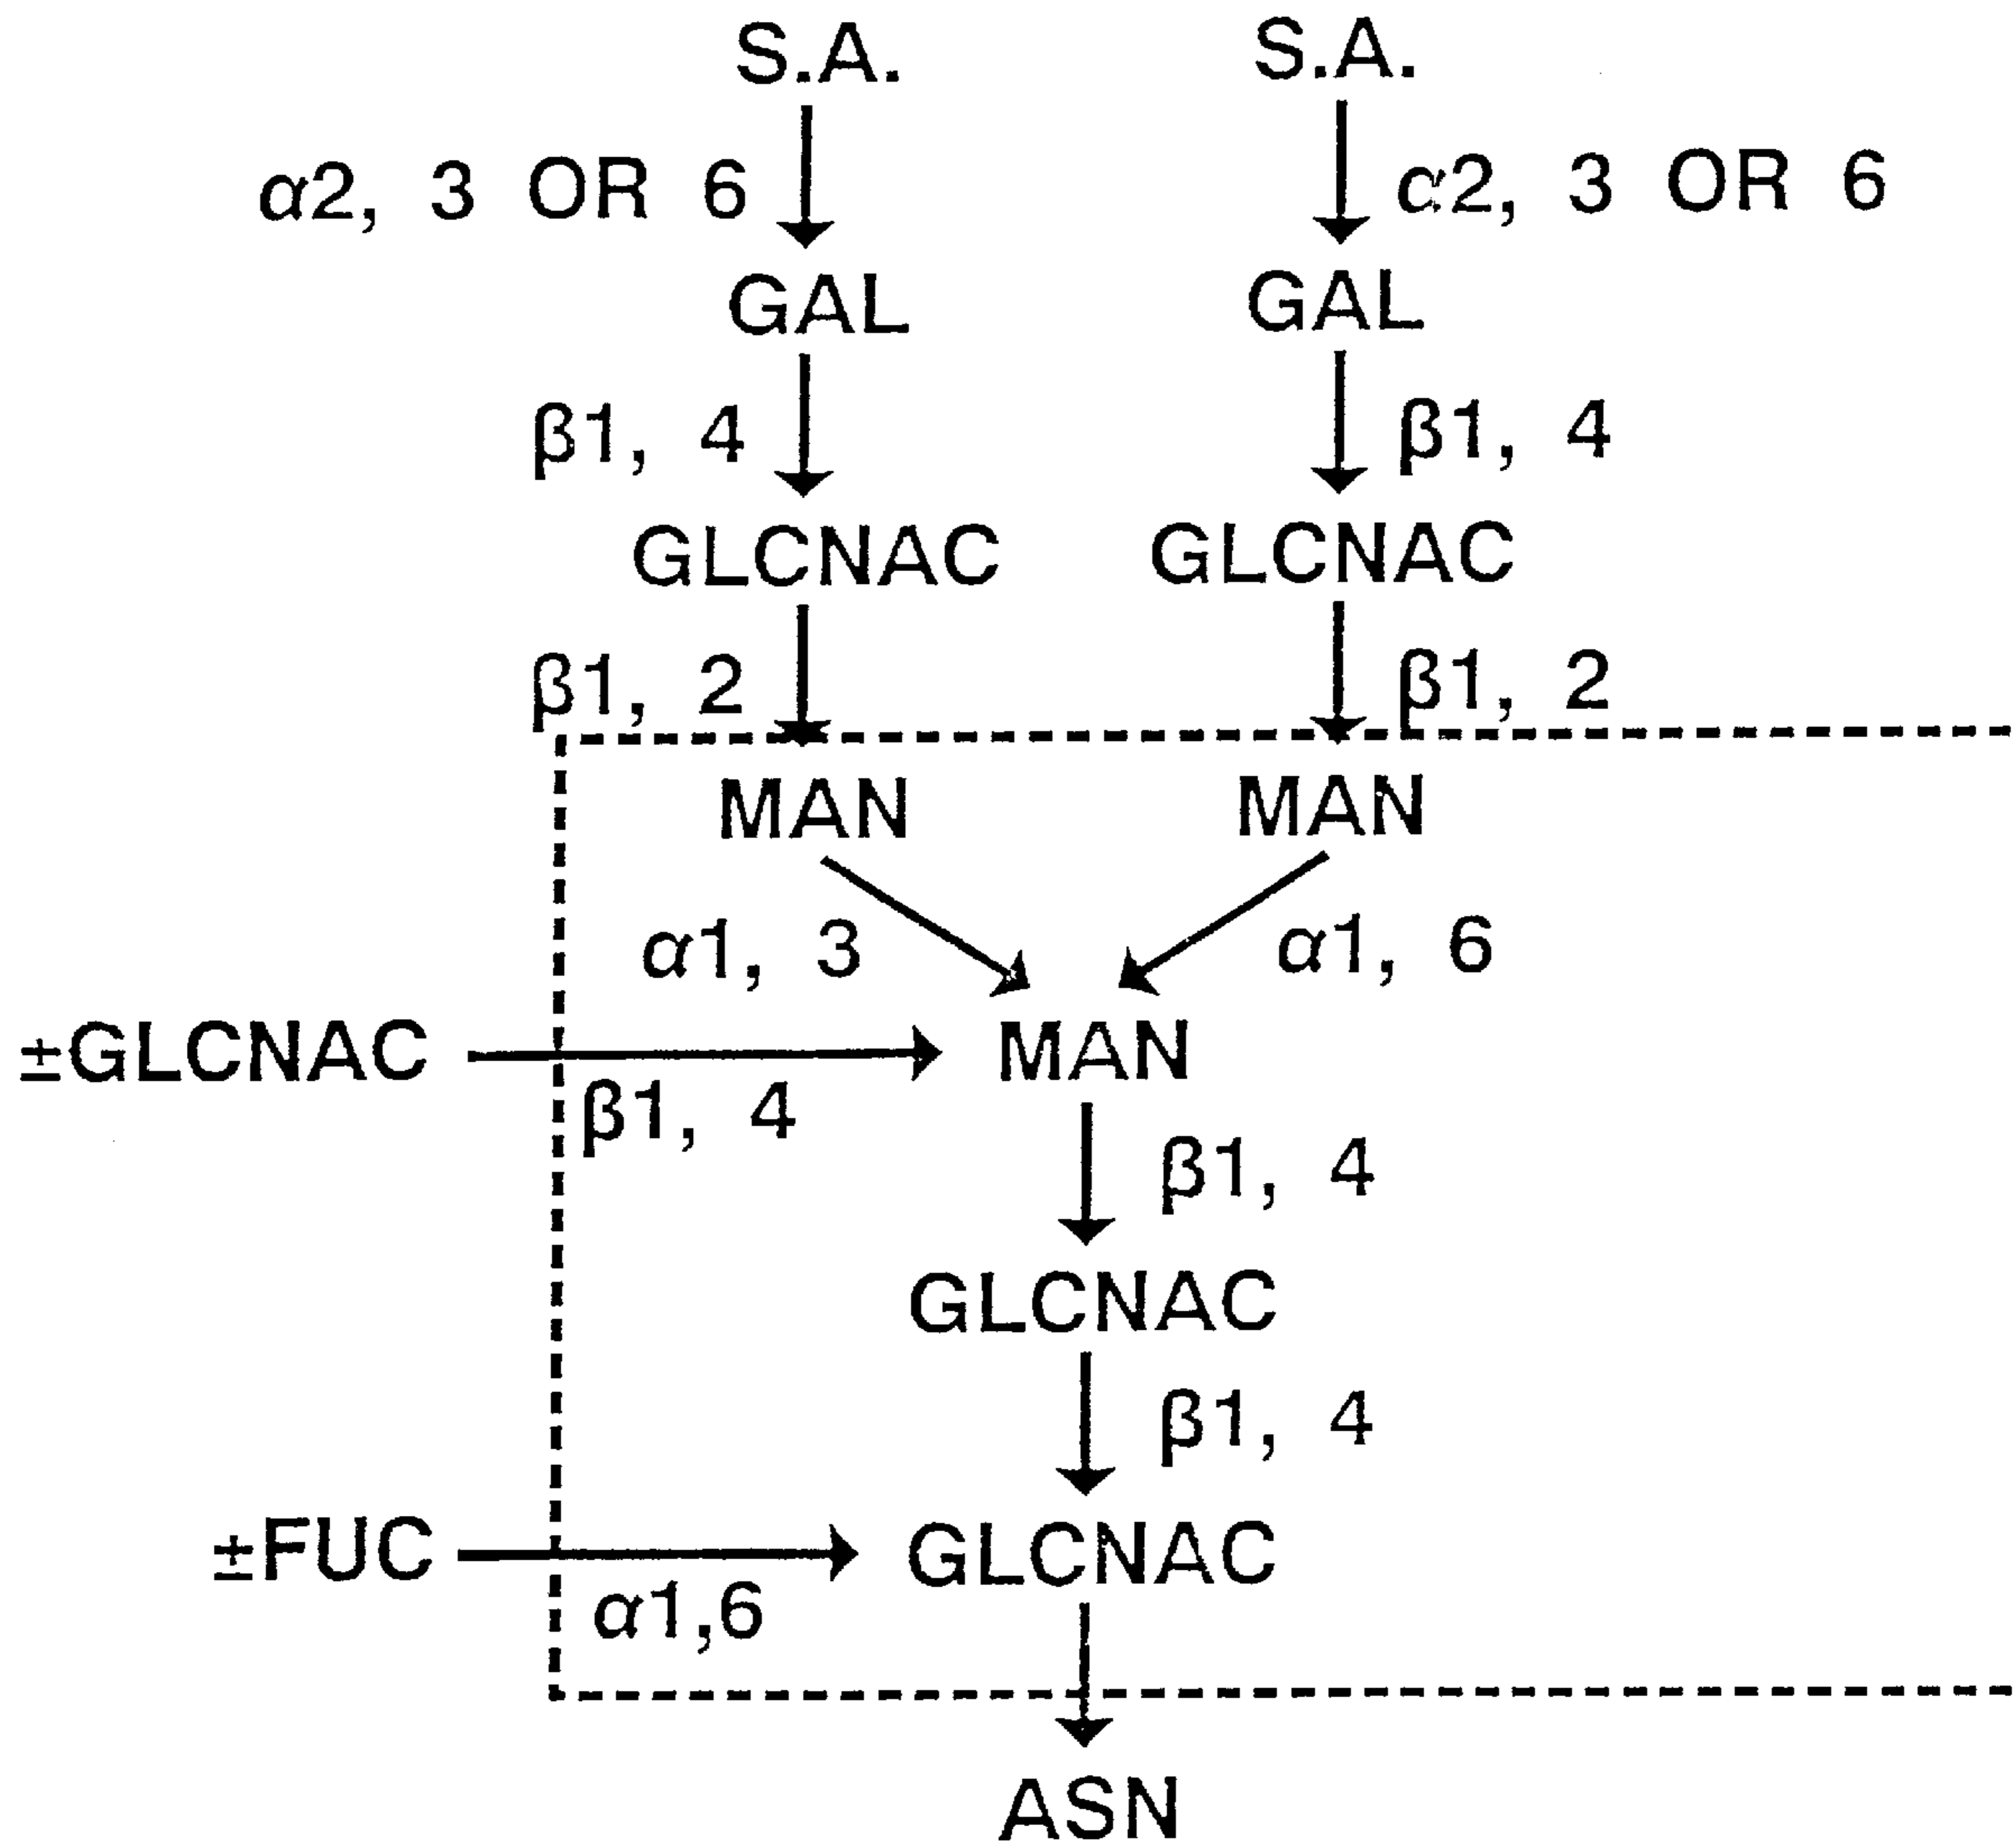 S.A. S.A.
α2, 3 OR 6 α2, 3 OR 6
GAL GAL
β1, 4 β1, 4
GLCNAC GLCNAC
β1, 2 β1, 2
MAN MAN
α1, 3 α1, 6
±GLCNAC MAN
β1, 4
β1, 4
GLCNAC
β1, 4
±FUC GLCNAC
α1,6
ASN